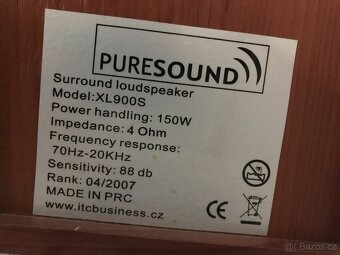 PURESOUND
Surround loudspeaker
Model:XL900S
Power handling: 150W
Impedance: 4 Ohm
Frequency response:
70Hz-20KHz
Sensitivity: 88 db
Rank: 04/2007
MADE IN PRC
www.itcbusiness.cz
CE
Bazoš.cz